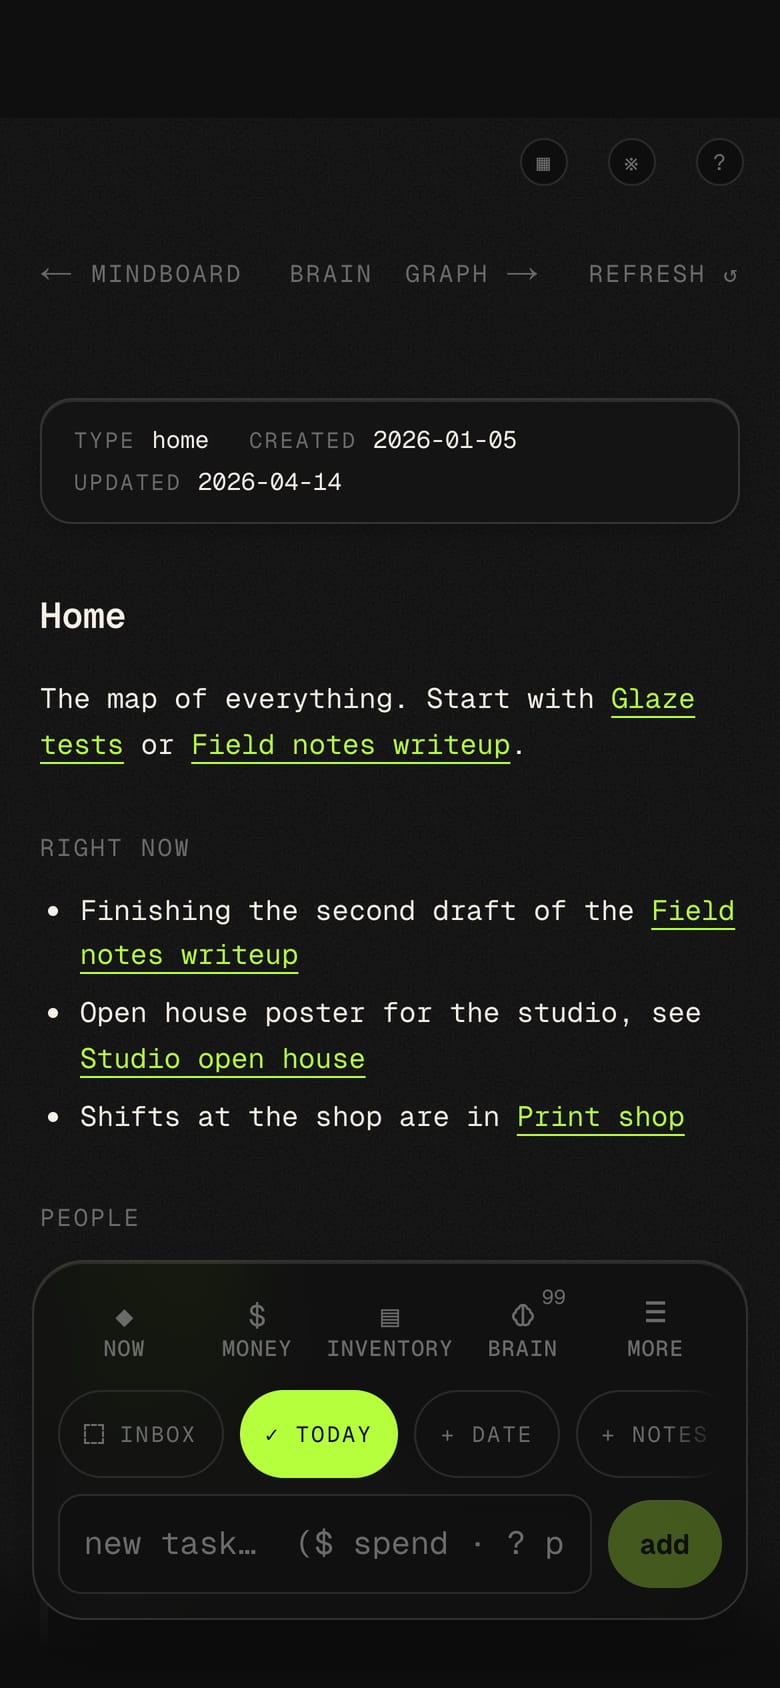 ?
← MINDBOARD BRAIN GRAPH → REFRESH ↺
TYPE home CREATED 2026-01-05
UPDATED 2026-04-14
Home
The map of everything. Start with Glaze
tests or Field notes writeup.
RIGHT NOW
• Finishing the second draft of the Field
notes writeup
• Open house poster for the studio, see
Studio open house
• Shifts at the shop are in Print shop
PEOPLE
99
NOW MONEY INVENTORY BRAIN MORE
INBOX ✓ TODAY + DATE + NOTES
new task… ($ spend · ? p add